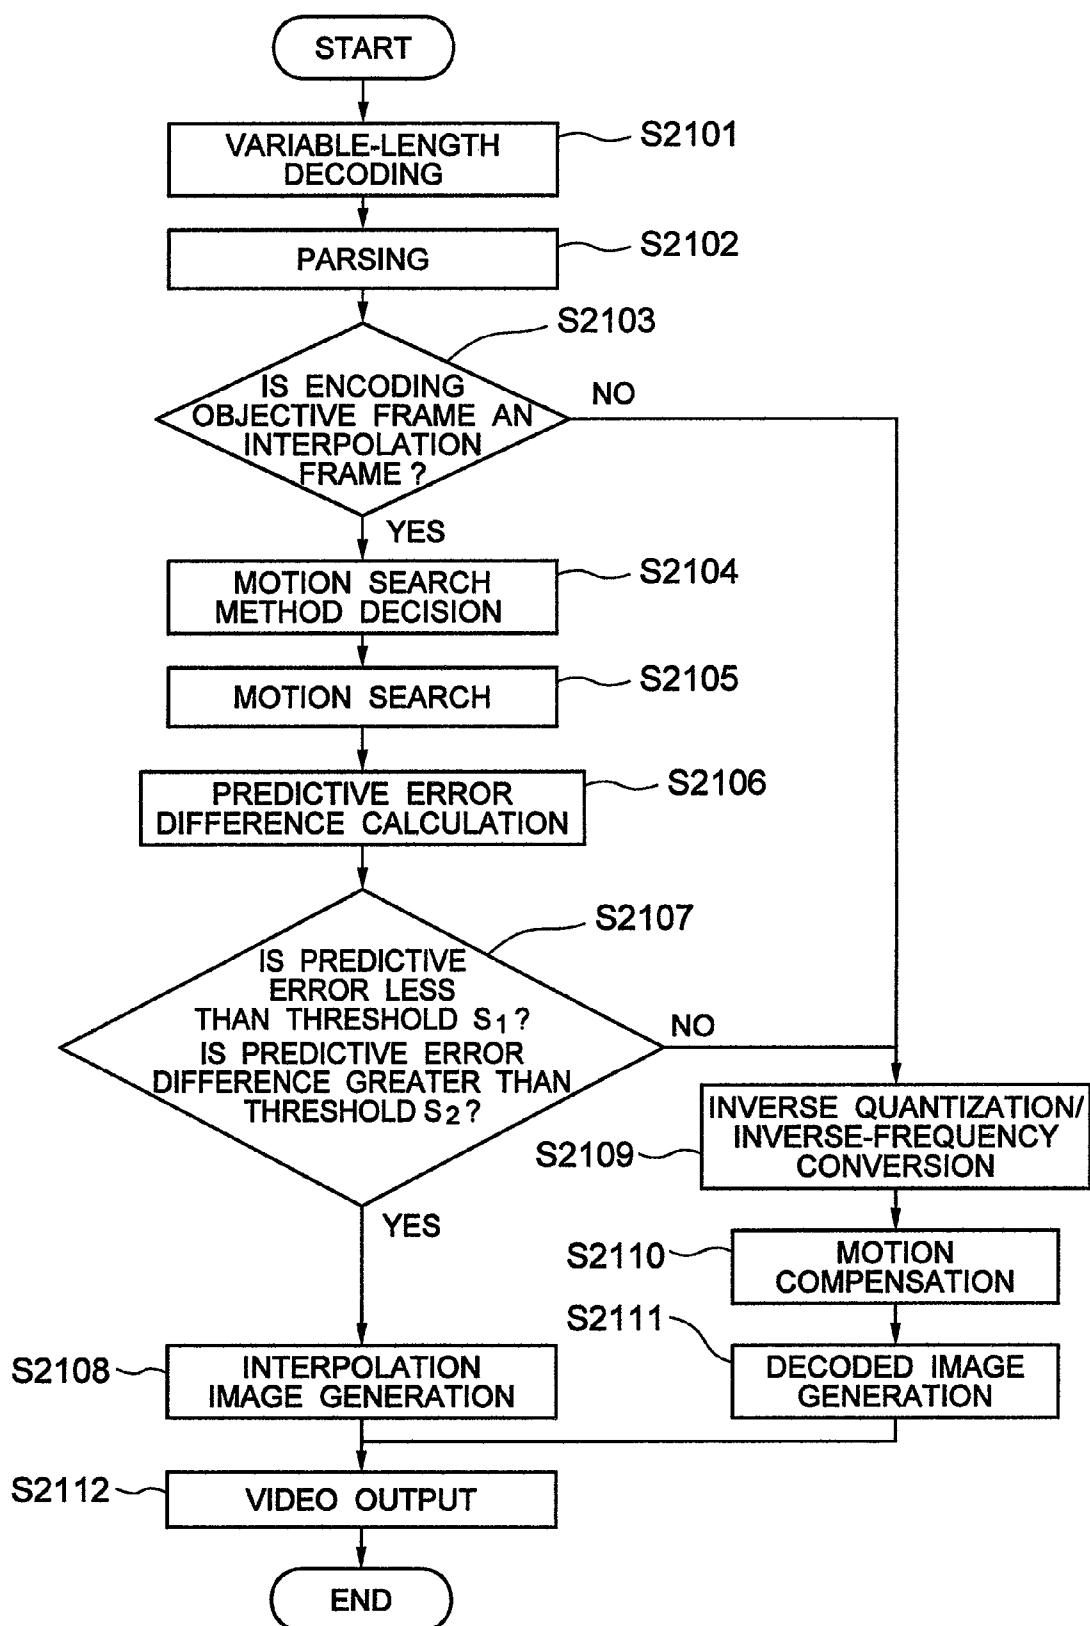 START
VARIABLE-LENGTH
DECODING
S2101
PARSING
S2102
S2103
IS ENCODING
OBJECTIVE FRAME AN
INTERPOLATION
FRAME ?
NO
YES
MOTION SEARCH
METHOD DECISION
S2104
MOTION SEARCH
S2105
PREDICTIVE ERROR
DIFFERENCE CALCULATION
S2106
S2107
IS PREDICTIVE
ERROR LESS
THAN THRESHOLD S1 ?
IS PREDICTIVE ERROR
DIFFERENCE GREATER THAN
THRESHOLD S2 ?
NO
YES
INVERSE QUANTIZATION/
INVERSE-FREQUENCY
CONVERSION
S2109
S2110
MOTION
COMPENSATION
S2111
DECODED IMAGE
GENERATION
S2108
INTERPOLATION
IMAGE GENERATION
S2112
VIDEO OUTPUT
END